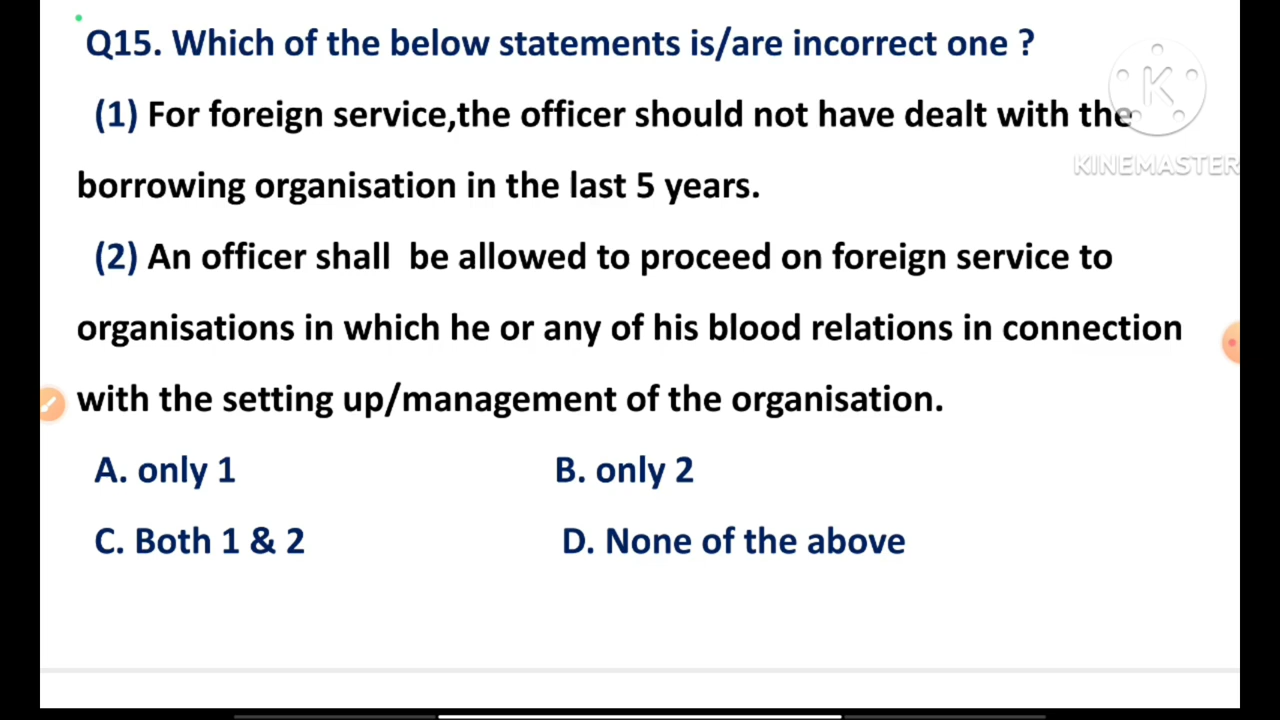 Q15. Which of the below statements is/are incorrect one ?
(1) For foreign service,the officer should not have dealt with the
KINEMASTER
borrowing organisation in the last 5 years.
(2) An officer shall be allowed to proceed on foreign service to
organisations in which he or any of his blood relations in connection
with the setting up/management of the organisation.
A. only 1 B. only 2
C. Both 1 & 2 D. None of the above